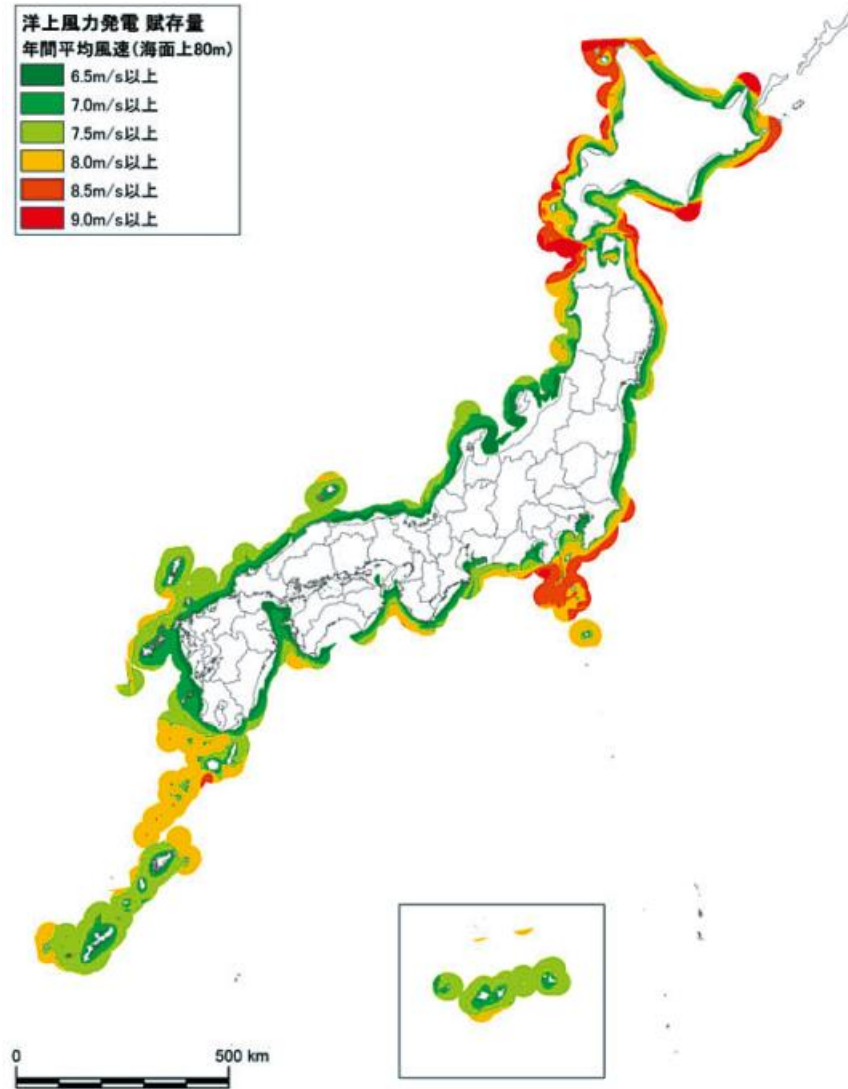 洋上風力発電 賦存量
年間平均風速(海面上80m)
6.5m/s以上
7.0m/s以上
7.5m/s以上
8.0m/s以上
8.5m/s以上
9.0m/s以上
0 500 km